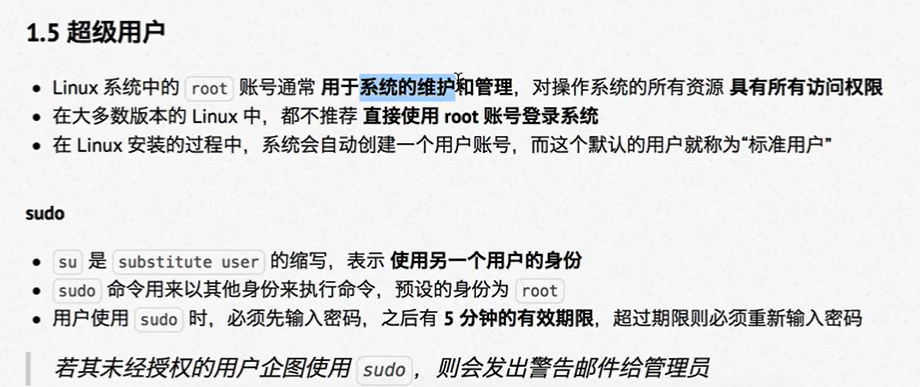 1.5 超级用户
• Linux 系统中的 root 账号通常 用于系统的维护和管理，对操作系统的所有资源 具有所有访问权限
• 在大多数版本的 Linux 中，都不推荐 直接使用 root 账号登录系统
• 在 Linux 安装的过程中，系统会自动创建一个用户账号，而这个默认的用户就称为“标准用户”
sudo
• su 是 substitute user 的缩写，表示 使用另一个用户的身份
• sudo 命令用来以其他身份来执行命令，预设的身份为 root
• 用户使用 sudo 时，必须先输入密码，之后有 5 分钟的有效期限，超过期限则必须重新输入密码
若其未经授权的用户企图使用 sudo，则会发出警告邮件给管理员